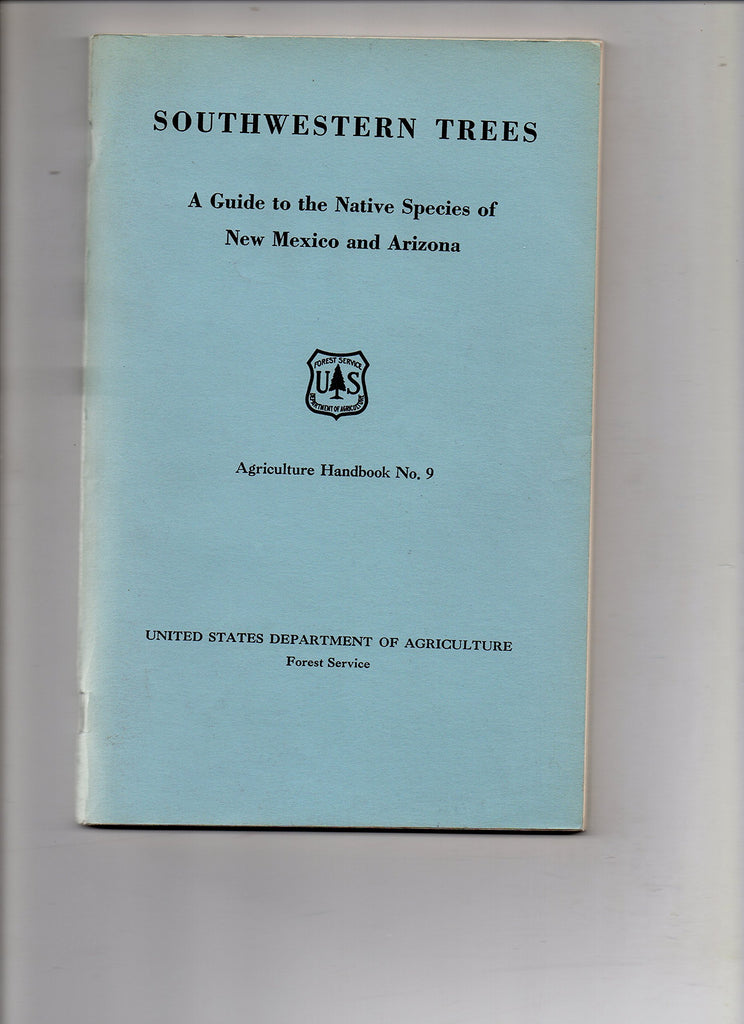 SOUTHWESTERN TREES
A Guide to the Native Species of
New Mexico and Arizona
FOREST SERVICE
U S
DEPARTMENT OF AGRICULTURE
Agriculture Handbook No. 9
UNITED STATES DEPARTMENT OF AGRICULTURE
Forest Service